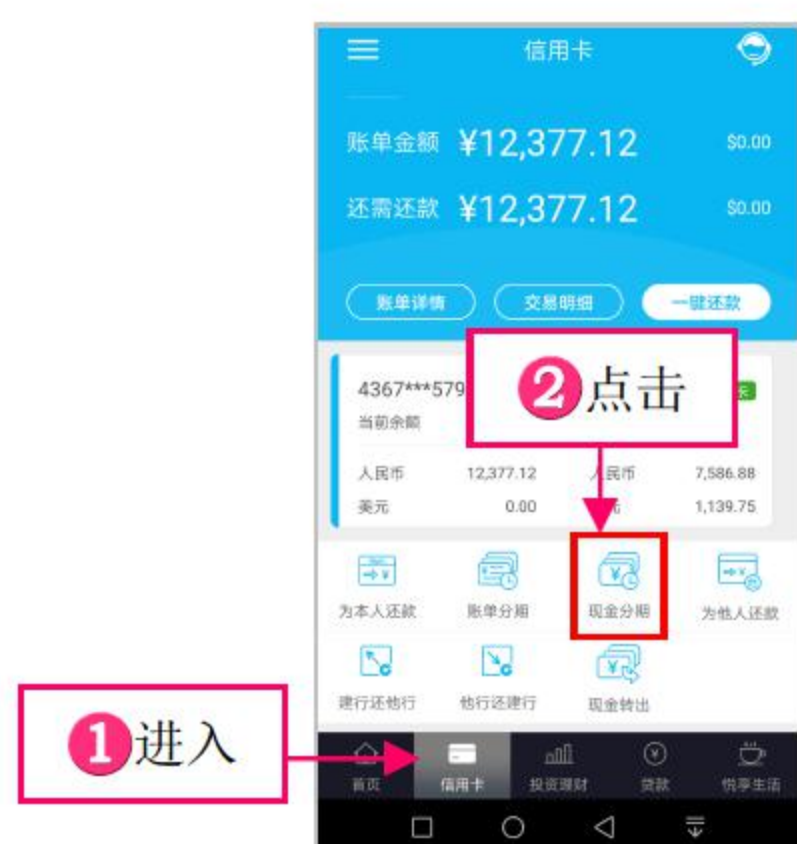 信用卡
账单金额 ¥12,377.12 $0.00
还需还款 ¥12,377.12 $0.00
账单详情 交易明细 一键还款
4367***579
❷点击
当前余额
人民币 12,377.12 人民币 7,586.88
美元 0.00 1,139.75
为本人还款 账单分期 现金分期 为他人还款
建行还他行 他行还建行 现金转出
❶进入
首页 信用卡 投资理财 贷款 悦享生活